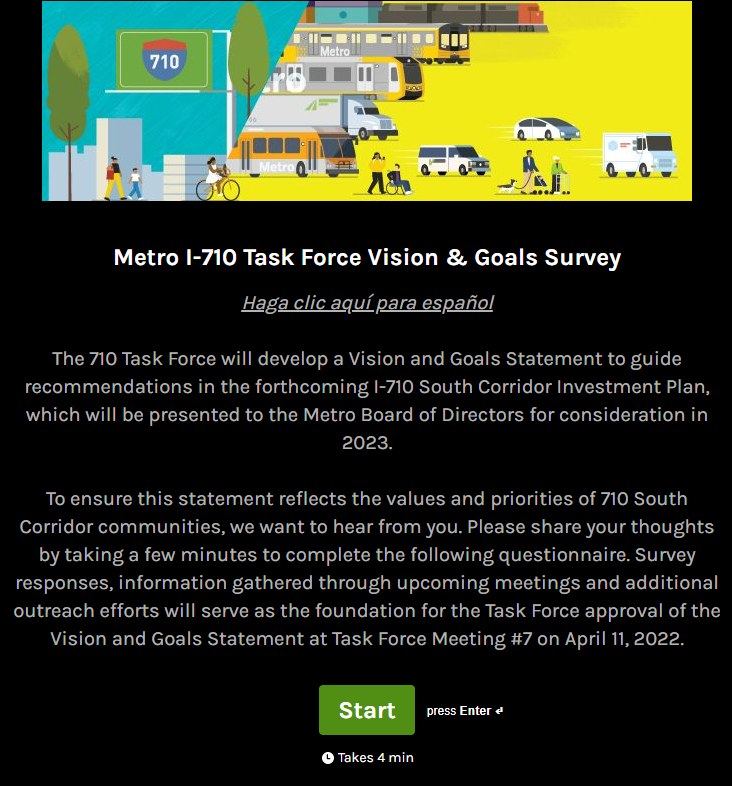 710
Metro
ro
Metro
Metro I-710 Task Force Vision & Goals Survey
Haga clic aquí para español
The 710 Task Force will develop a Vision and Goals Statement to guide
recommendations in the forthcoming I-710 South Corridor Investment Plan,
which will be presented to the Metro Board of Directors for consideration in
2023.
To ensure this statement reflects the values and priorities of 710 South
Corridor communities, we want to hear from you. Please share your thoughts
by taking a few minutes to complete the following questionnaire. Survey
responses, information gathered through upcoming meetings and additional
outreach efforts will serve as the foundation for the Task Force approval of the
Vision and Goals Statement at Task Force Meeting #7 on April 11, 2022.
Start
press Enter ↵
Takes 4 min